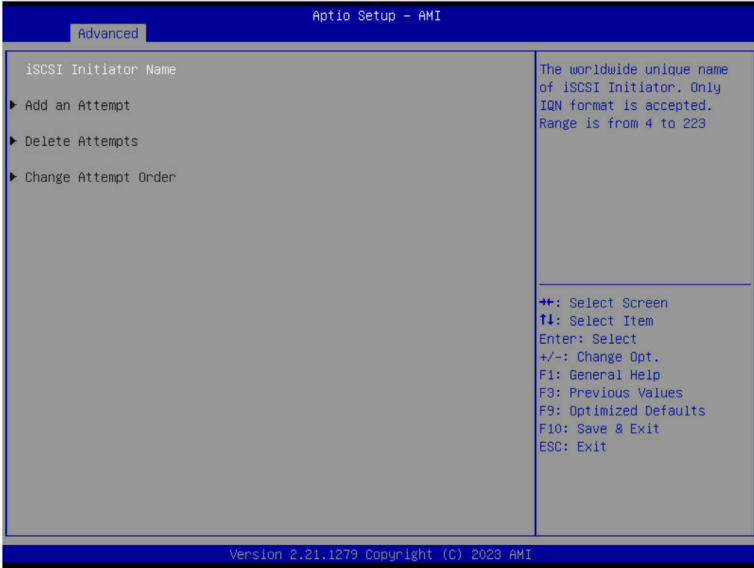 Aptio Setup – AMI
Advanced
iSCSI Initiator Name
▶ Add an Attempt
▶ Delete Attempts
▶ Change Attempt Order
The worldwide unique name
of iSCSI Initiator. Only
IQN format is accepted.
Range is from 4 to 223
→←: Select Screen
↑↓: Select Item
Enter: Select
+/-: Change Opt.
F1: General Help
F3: Previous Values
F9: Optimized Defaults
F10: Save & Exit
ESC: Exit
Version 2.21.1279 Copyright (C) 2023 AMI